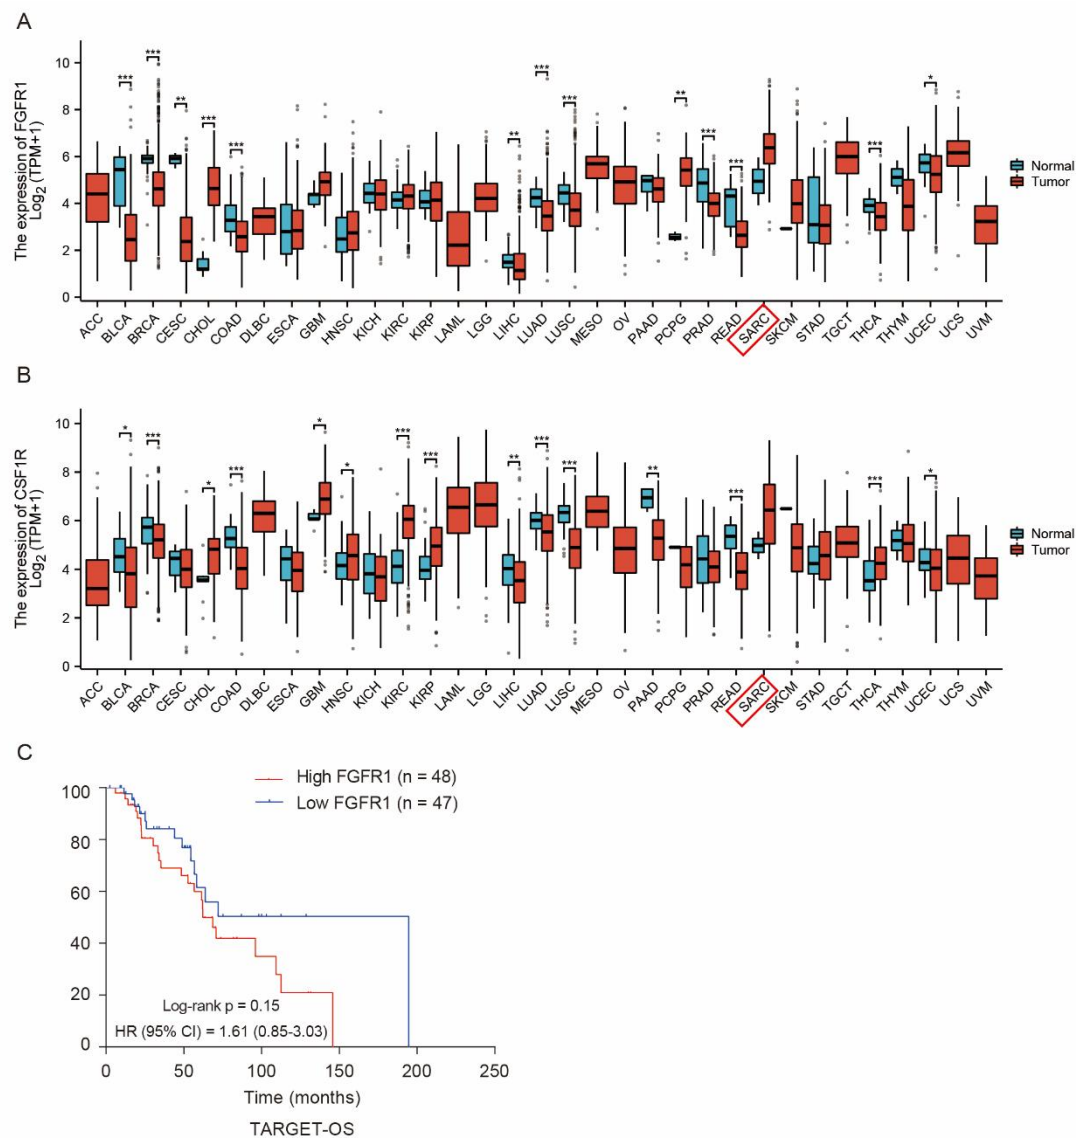 A
The expression of FGFR1
Log2 (TPM+1)
10
8
6
4
2
0
*** *** ** *** *** ** *** *** ** *** *** *** *
Normal
Tumor
ACC BLCA BRCA CESC CHOL COAD DLBC ESCA GBM HNSC KICH KIRC KIRP LAML LGG LIHC LUAD LUSC MESO OV PAAD PCPG PRAD READ SARC SKCM STAD TGCT THCA THYM UCEC UCS UVM
B
The expression of CSF1R
Log2 (TPM+1)
10
8
6
4
2
0
* *** * *** * * *** *** ** *** *** ** *** *** *
Normal
Tumor
ACC BLCA BRCA CESC CHOL COAD DLBC ESCA GBM HNSC KICH KIRC KIRP LAML LGG LIHC LUAD LUSC MESO OV PAAD PCPG PRAD READ SARC SKCM STAD TGCT THCA THYM UCEC UCS UVM
C
High FGFR1 (n = 48)
Low FGFR1 (n = 47)
100
80
60
40
20
0
Log-rank p = 0.15
HR (95% CI) = 1.61 (0.85-3.03)
0 50 100 150 200 250
Time (months)
TARGET-OS